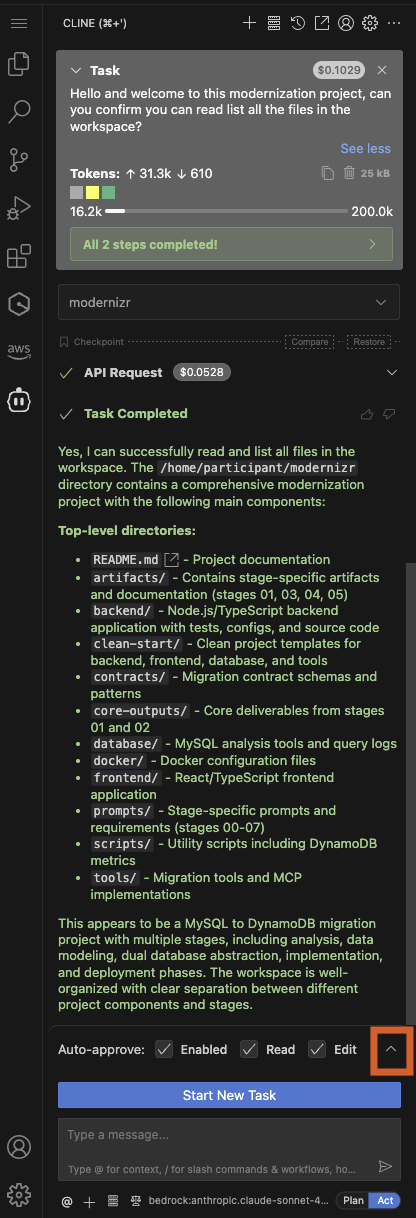 CLINE (⌘+')
Task
$0.1029
Hello and welcome to this modernization project, can
you confirm you can read list all the files in the
workspace?
See less
Tokens: ↑ 31.3k ↓ 610
25 kB
16.2k
200.0k
All 2 steps completed!
modernizr
Checkpoint
Compare
Restore
API Request
$0.0528
aws
Task Completed
Yes, I can successfully read and list all files in the
workspace. The /home/participant/modernizr
directory contains a comprehensive modernization
project with the following main components:
Top-level directories:
• README.md - Project documentation
• artifacts/ - Contains stage-specific artifacts
and documentation (stages 01, 03, 04, 05)
• backend/ - Node.js/TypeScript backend
application with tests, configs, and source code
• clean-start/ - Clean project templates for
backend, frontend, database, and tools
• contracts/ - Migration contract schemas and
patterns
• core-outputs/ - Core deliverables from stages
01 and 02
• database/ - MySQL analysis tools and query logs
• docker/ - Docker configuration files
• frontend/ - React/TypeScript frontend
application
• prompts/ - Stage-specific prompts and
requirements (stages 00-07)
• scripts/ - Utility scripts including DynamoDB
metrics
• tools/ - Migration tools and MCP
implementations
This appears to be a MySQL to DynamoDB migration
project with multiple stages, including analysis, data
modeling, dual database abstraction, implementation,
and deployment phases. The workspace is well-
organized with clear separation between different
project components and stages.
Auto-approve: Enabled Read Edit
Start New Task
Type a message...
Type @ for context, / for slash commands & workflows, ho...
@ bedrock:anthropic.claude-sonnet-4... Plan Act